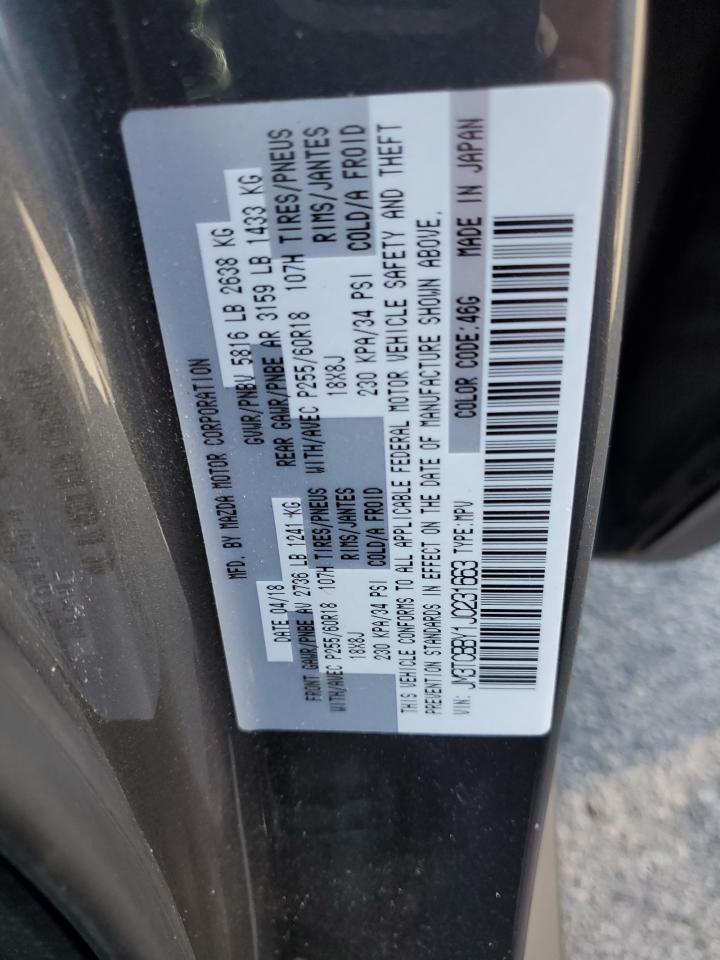 MFD. BY MAZDA MOTOR CORPORATION
DATE 04/18 GVWR/PNBV 5816 LB 2638 KG
FRONT GAWR/PNBE AV 2736 LB 1241 KG REAR GAWR/PNBE AR 3159 LB 1433 KG
WITH/AVEC P255/60R18 107H TIRES/PNEUS WITH/AVEC P255/60R18 107H TIRES/PNEUS
18X8J RIMS/JANTES 18X8J RIMS/JANTES
230 KPA/34 PSI COLD/A FROID 230 KPA/34 PSI COLD/A FROID
THIS VEHICLE CONFORMS TO ALL APPLICABLE FEDERAL MOTOR VEHICLE SAFETY AND THEFT
PREVENTION STANDARDS IN EFFECT ON THE DATE OF MANUFACTURE SHOWN ABOVE.
VIN: JM3TCBBY1J0231663 TYPE:MPV COLOR CODE:46G MADE IN JAPAN